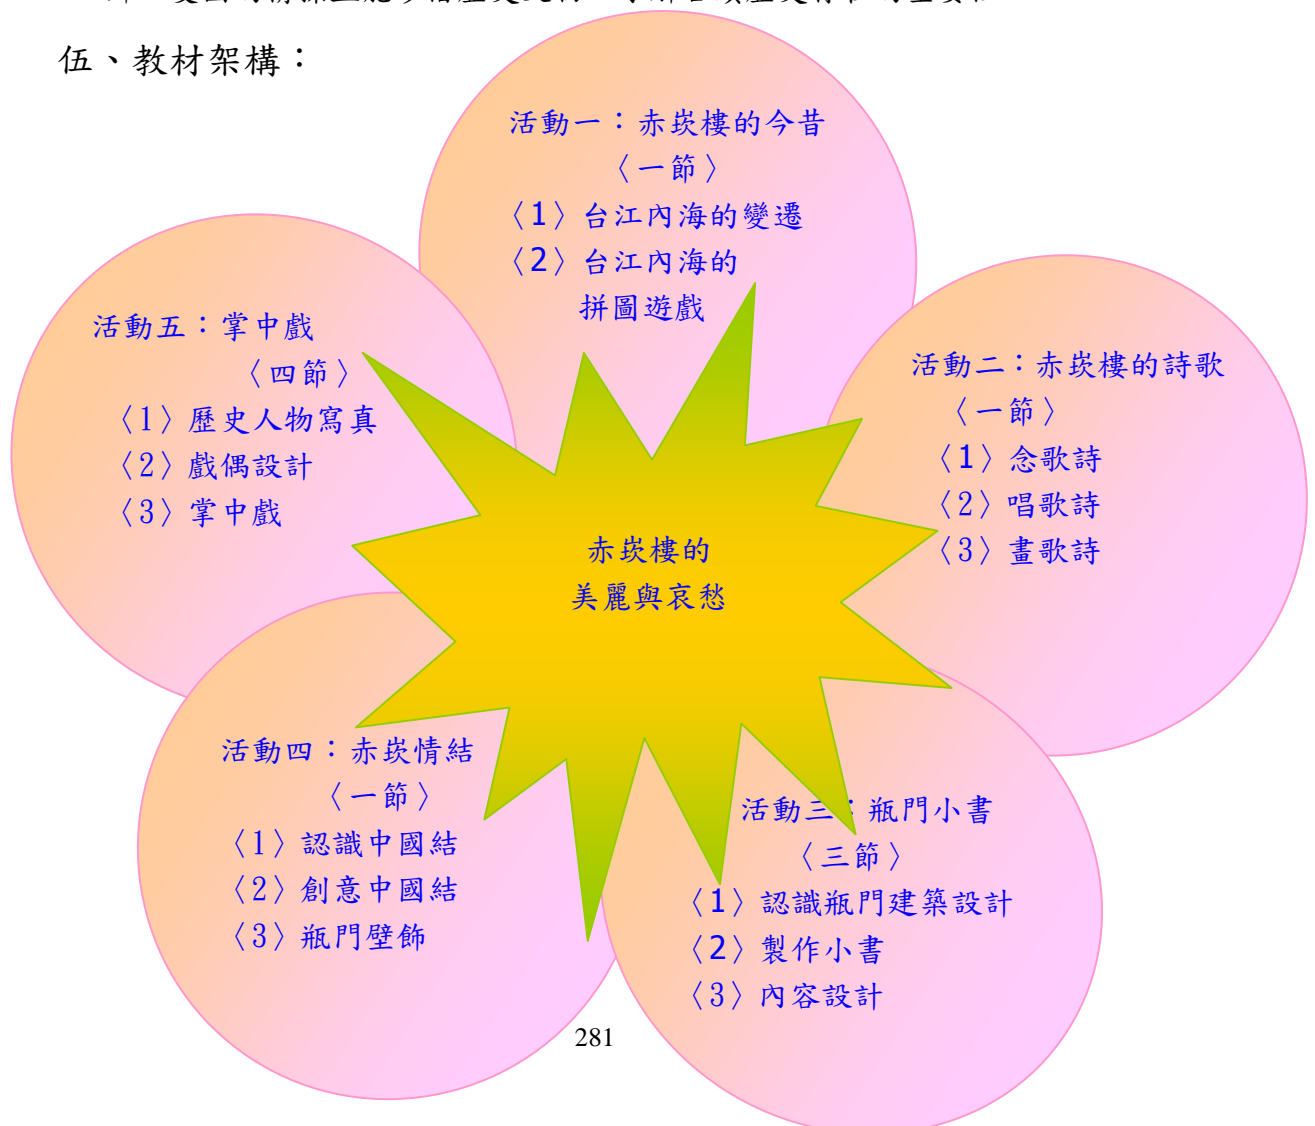 伍、教材架構：
活動一：赤崁樓的今昔
〈一節〉
〈1〉台江內海的變遷
〈2〉台江內海的
拼圖遊戲
活動二：赤崁樓的詩歌
〈一節〉
〈1〉念歌詩
〈2〉唱歌詩
〈3〉畫歌詩
活動三：瓶門小書
〈三節〉
〈1〉認識瓶門建築設計
〈2〉製作小書
〈3〉內容設計
活動四：赤崁情結
〈一節〉
〈1〉認識中國結
〈2〉創意中國結
〈3〉瓶門壁飾
活動五：掌中戲
〈四節〉
〈1〉歷史人物寫真
〈2〉戲偶設計
〈3〉掌中戲
赤崁樓的
美麗與哀愁
281